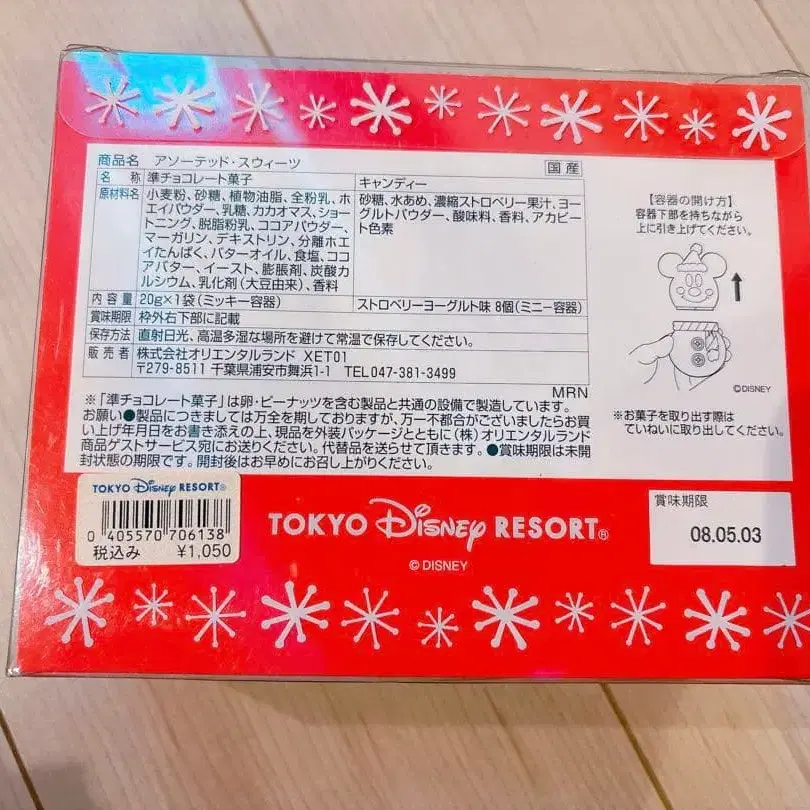 商品名 アソーテッド・スウィーツ 国産
名 称 準チョコレート菓子 キャンディー
原材料名 小麦粉、砂糖、植物油脂、全粉乳、ホ
エイパウダー、乳糖、カカオマス、ショー
トニング、脱脂粉乳、ココアパウダー、
マーガリン、デキストリン、分離ホエ
イたんぱく、バターオイル、食塩、ココ
アバター、イースト、膨脹剤、炭酸カ
ルシウム、乳化剤(大豆由来)、香料
砂糖、水あめ、濃縮ストロベリー果汁、ヨー
グルトパウダー、酸味料、香料、アカビー
ト色素
内 容 量 20g×1袋(ミッキー容器) ストロベリーヨーグルト味 8個(ミニー容器)
賞味期限 枠外右下部に記載
保存方法 直射日光、高温多湿な場所を避けて常温で保存してください。
販 売 者 株式会社オリエンタルランド XET01
〒279-8511 千葉県浦安市舞浜1-1 TEL047-381-3499
MRN
※「準チョコレート菓子」は卵・ピーナッツを含む製品と共通の設備で製造しています。
お願い●製品につきましては万全を期しておりますが、万一不都合がございましたらお買
い上げ年月日をお書き添えの上、現品を外装パッケージとともに(株)オリエンタルランド
商品ゲストサービス宛にお送りください。代替品を送らせて頂きます。●賞味期限は未開
封状態の期限です。開封後はお早めにお召し上がりください。
【容器の開け方】
容器下部を持ちながら
上に引き上げてください。
©DISNEY
※お菓子を取り出す際は
ていねいに取り出してください。
TOKYO DISNEY RESORT®
0 405570 706138
税込み ¥1,050
TOKYO DISNEY RESORT®
©DISNEY
賞味期限
08.05.03